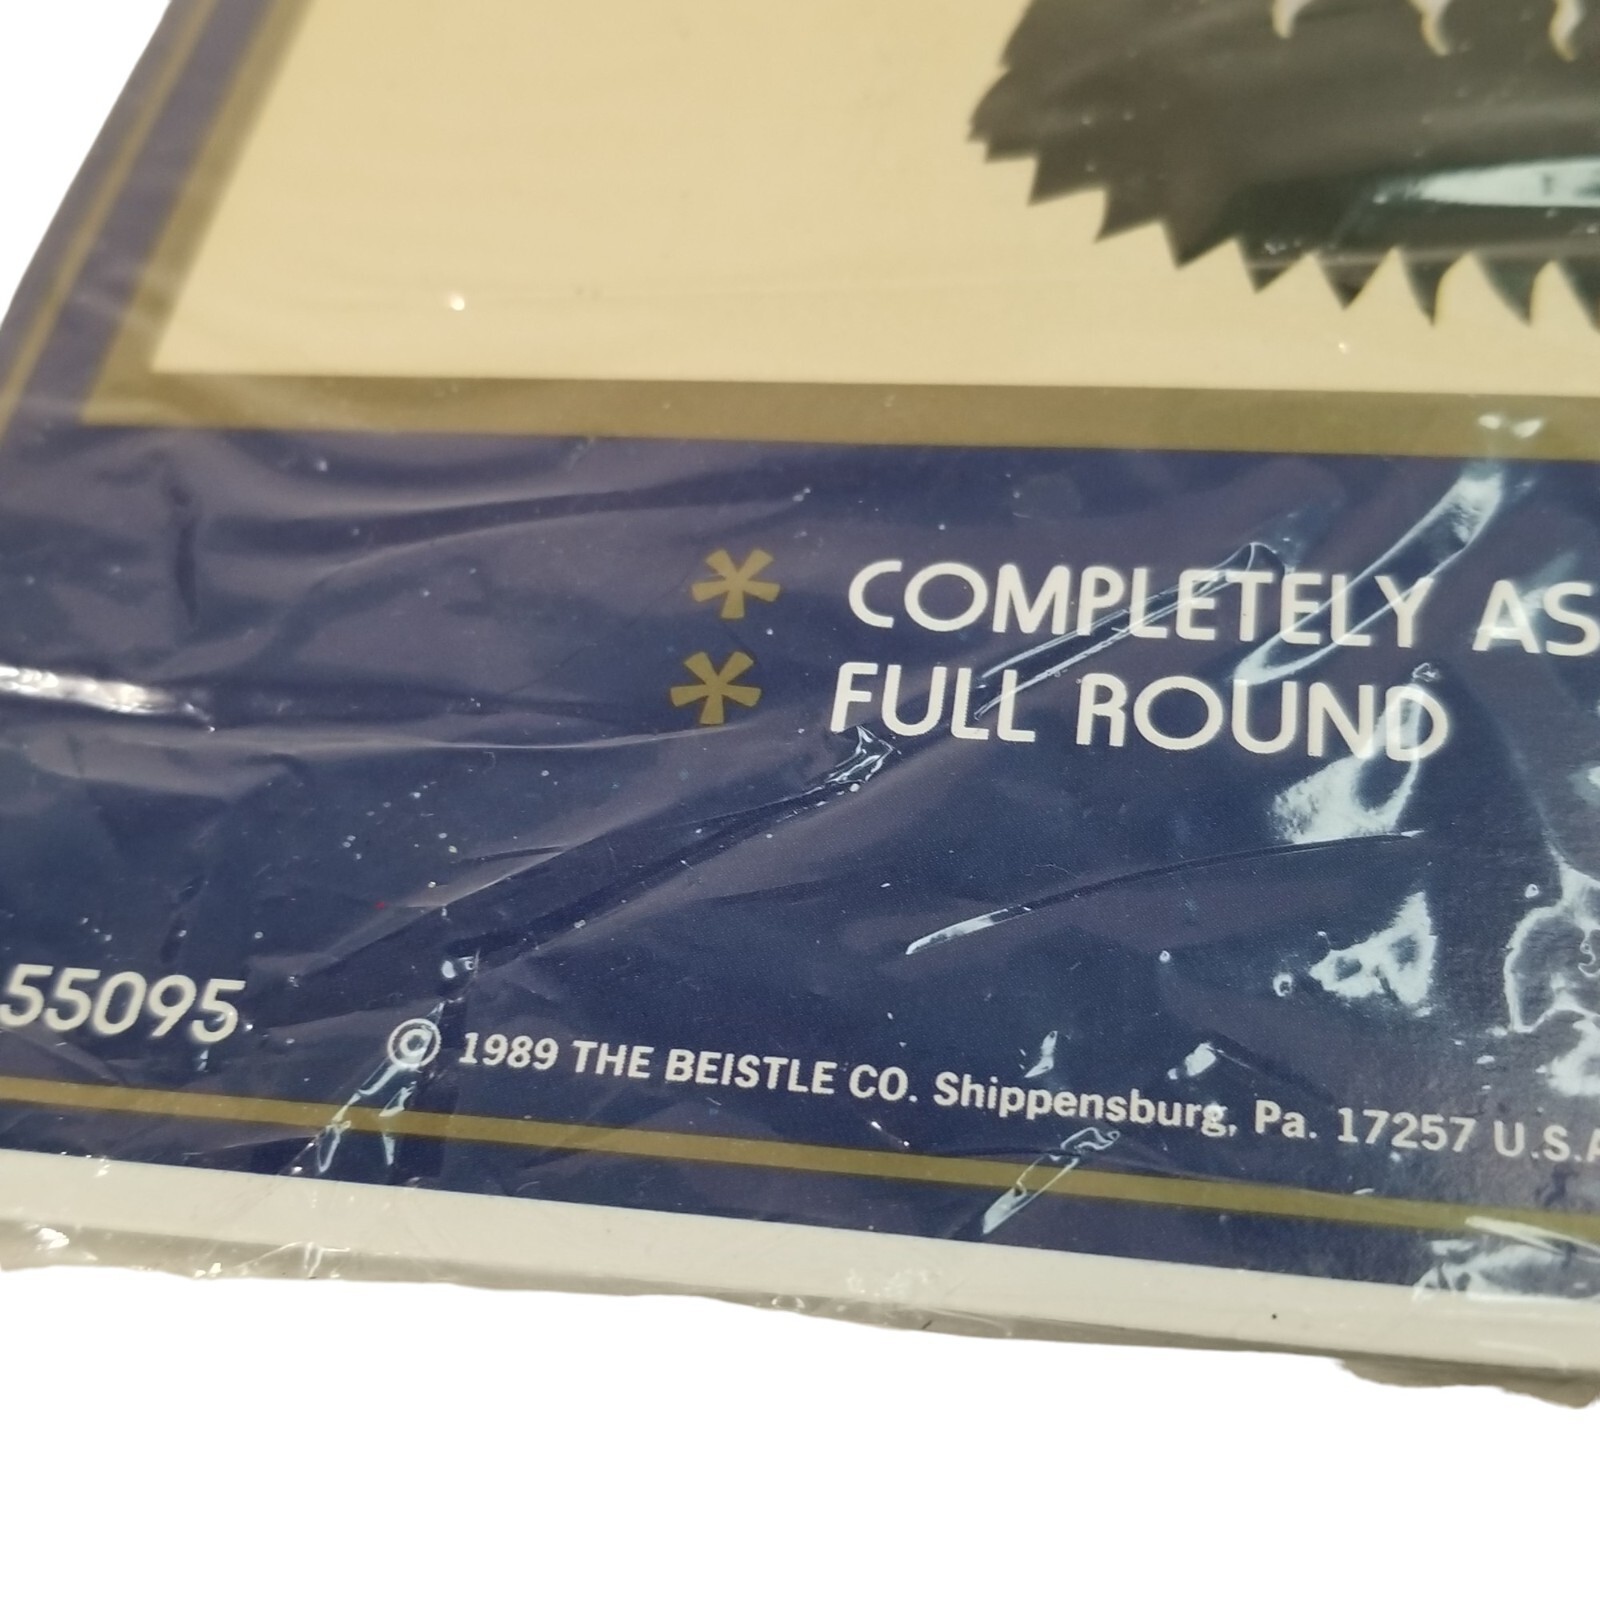 * COMPLETELY AS
* FULL ROUND
55095
© 1989 THE BEISTLE CO. Shippensburg, Pa. 17257 U.S.A